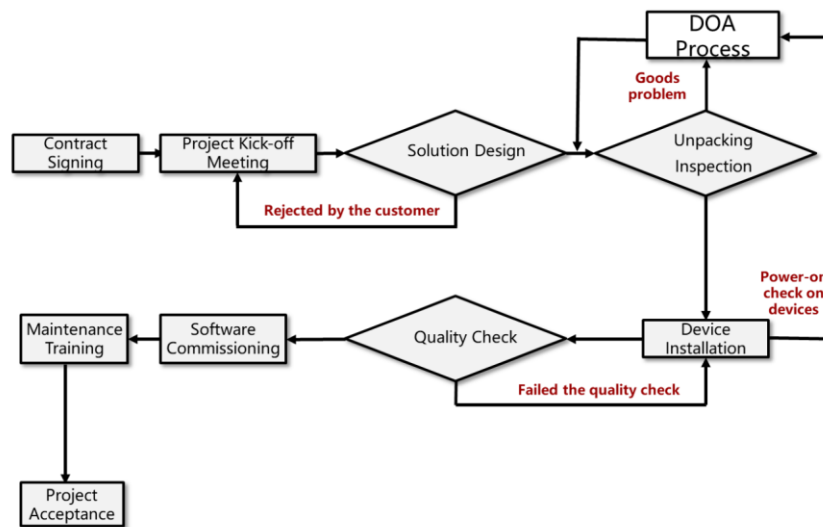 DOA
Process
Goods
problem
Contract
Signing
Project Kick-off
Meeting
Solution Design
Unpacking
Inspection
Rejected by the customer
Power-on
check on
devices
Maintenance
Training
Software
Commissioning
Quality Check
Device
Installation
Failed the quality check
Project
Acceptance